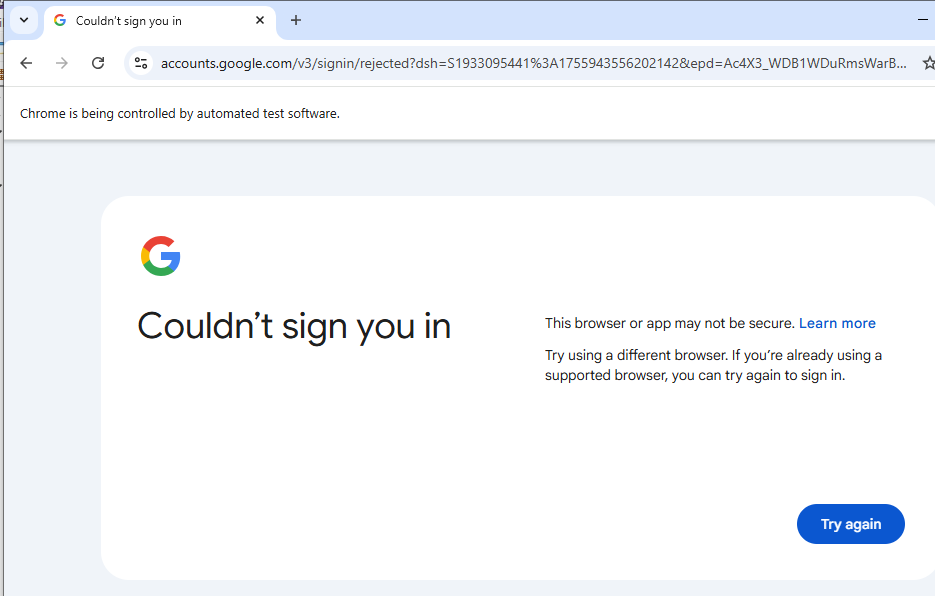 Couldn't sign you in
accounts.google.com/v3/signin/rejected?dsh=S1933095441%3A1755943556202142&epd=Ac4X3_WDB1WDuRmsWarB...
Chrome is being controlled by automated test software.
Couldn’t sign you in
This browser or app may not be secure. Learn more
Try using a different browser. If you’re already using a
supported browser, you can try again to sign in.
Try again